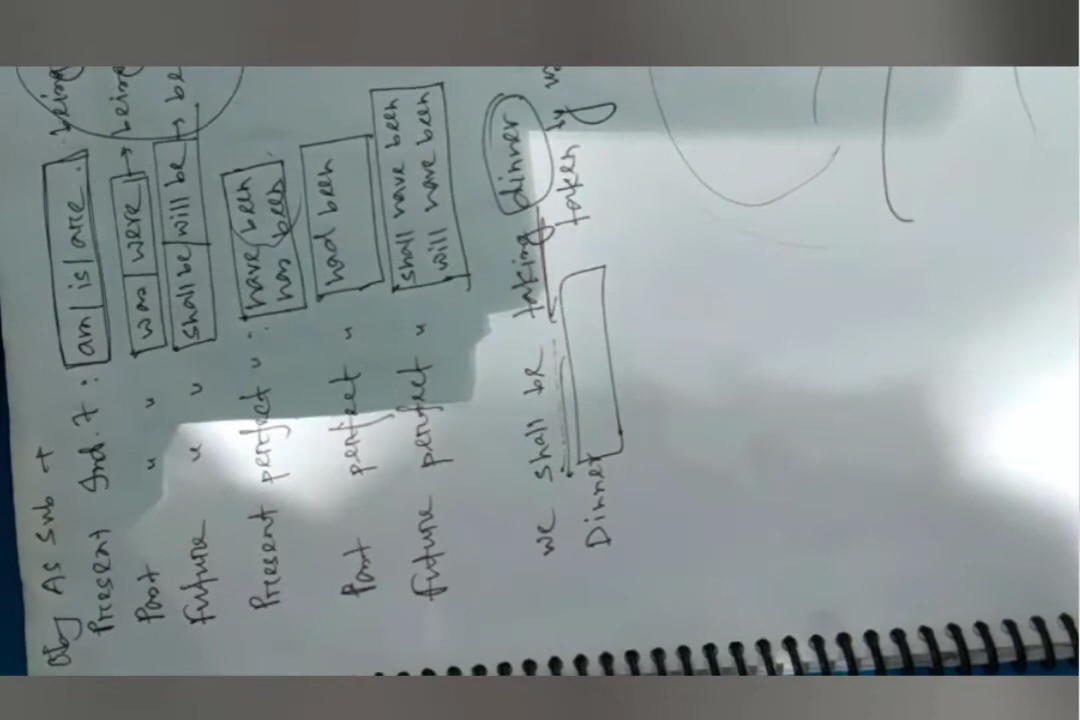 Obj As Sub +
Present Ind. t : am / is / are . being
Past " " was / were → being
Future " " shall be / will be → be
Present perfect " : have been
has been
Past perfect " had been
Future perfect " shall have been
will have been
we shall be taking dinner
Dinner taken by us